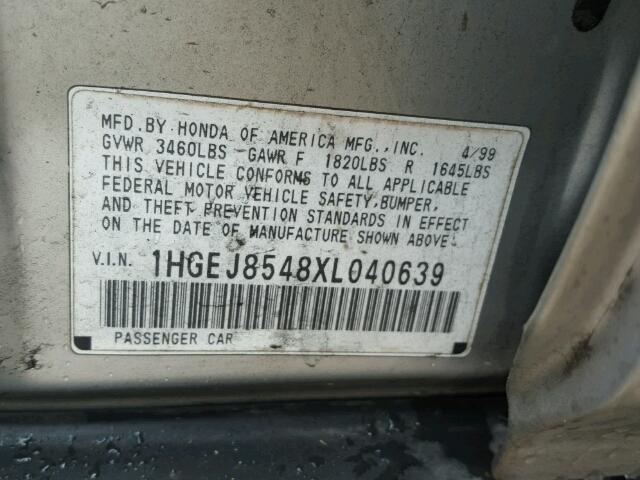 MFD. BY HONDA OF AMERICA MFG., INC. 4/99
GVWR 3460LBS GAWR F 1820LBS R 1645LBS
THIS VEHICLE CONFORMS TO ALL APPLICABLE
FEDERAL MOTOR VEHICLE SAFETY, BUMPER,
AND THEFT PREVENTION STANDARDS IN EFFECT
ON THE DATE OF MANUFACTURE SHOWN ABOVE.
V.I.N. 1HGEJ8548XL040639
PASSENGER CAR